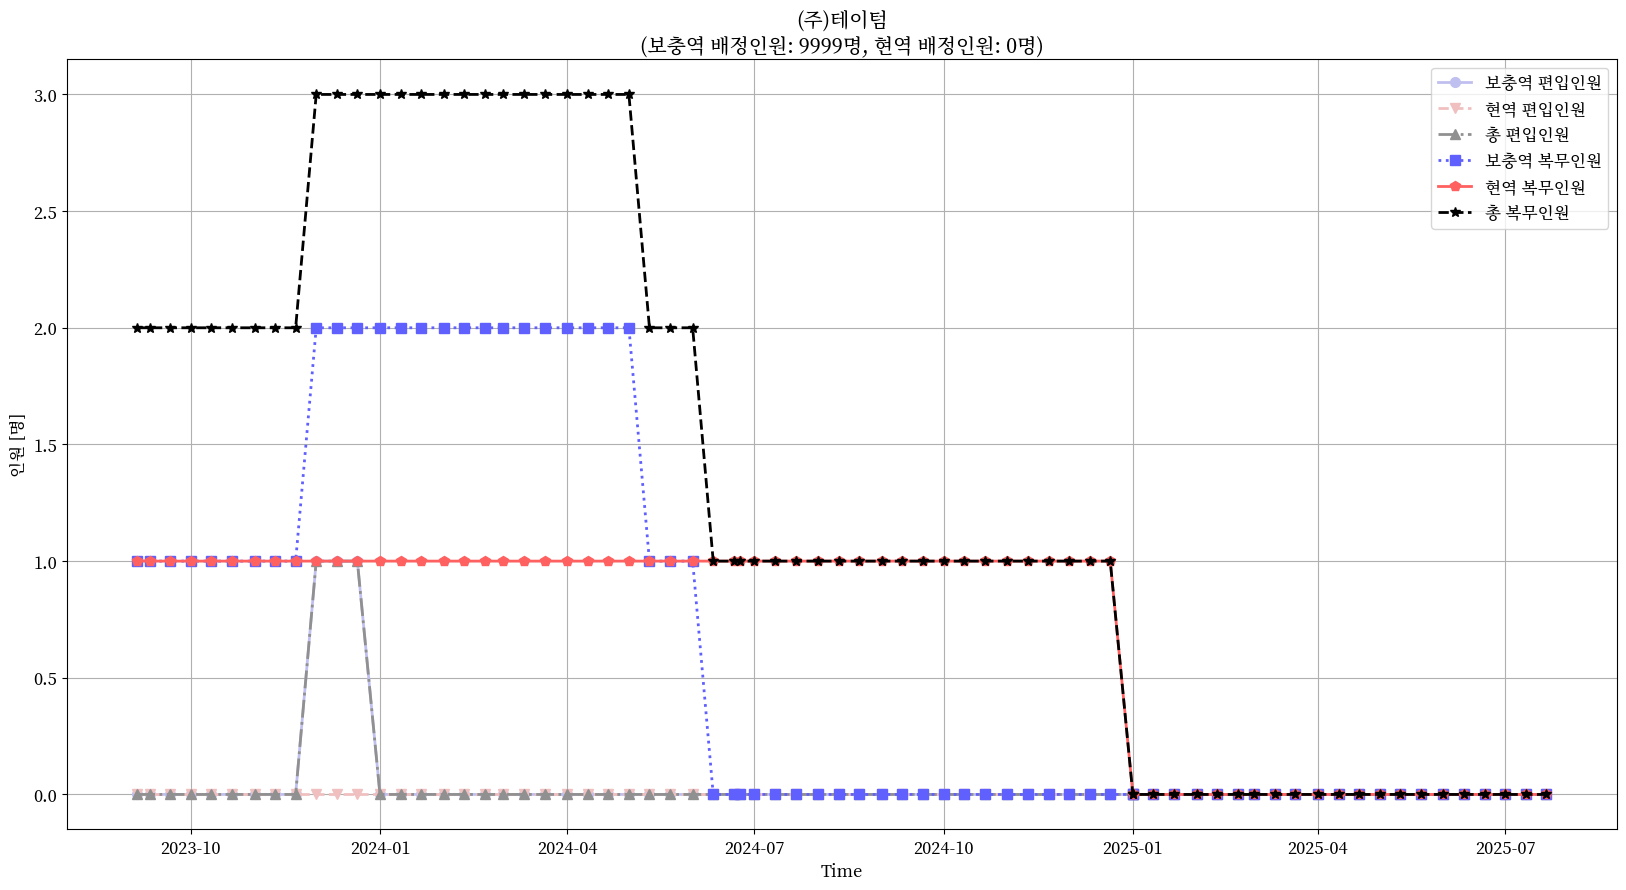 (주)테이텀
(보충역 배정인원: 9999명, 현역 배정인원: 0명)
보충역 편입인원
현역 편입인원
총 편입인원
보충역 복무인원
현역 복무인원
총 복무인원
인원 [명]
3.0
2.5
2.0
1.5
1.0
0.5
0.0
2023-10
2024-01
2024-04
2024-07
2024-10
2025-01
2025-04
2025-07
Time